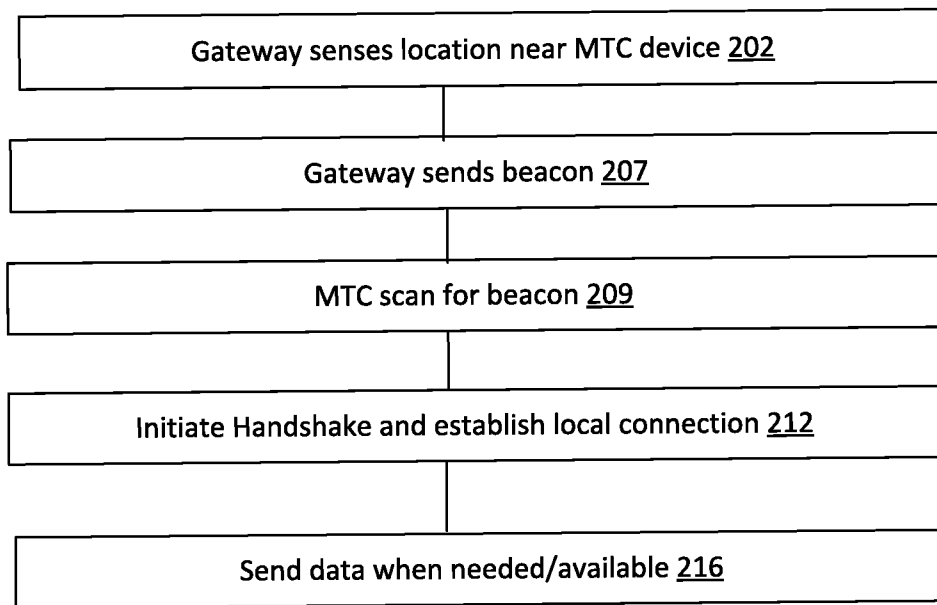 Gateway senses location near MTC device 202
Gateway sends beacon 207
MTC scan for beacon 209
Initiate Handshake and establish local connection 212
Send data when needed/available 216